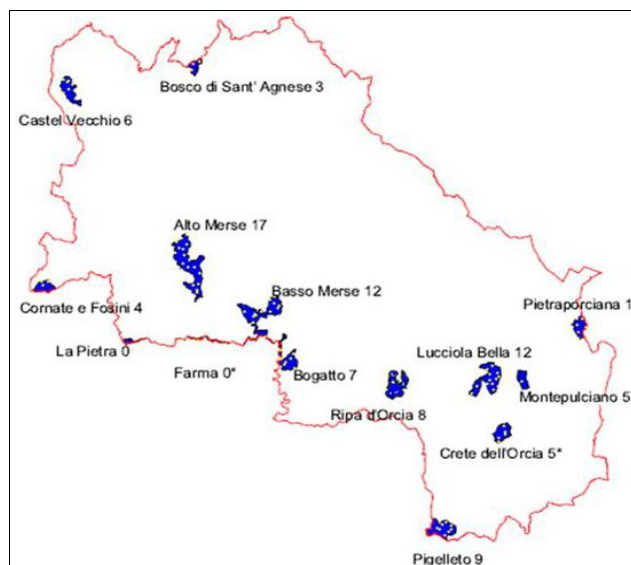 Bosco di Sant' Agnese 3
Castel Vecchio 6
Alto Merse 17
Basso Merse 12
Cornate e Fosini 4
Pietraporciana 1
La Pietra 0
Farma 0*
Bogatto 7
Lucciola Bella 12
Montepulciano 5
Ripa d'Orcia 8
Crete dell'Orcia 5*
Pigelleto 9